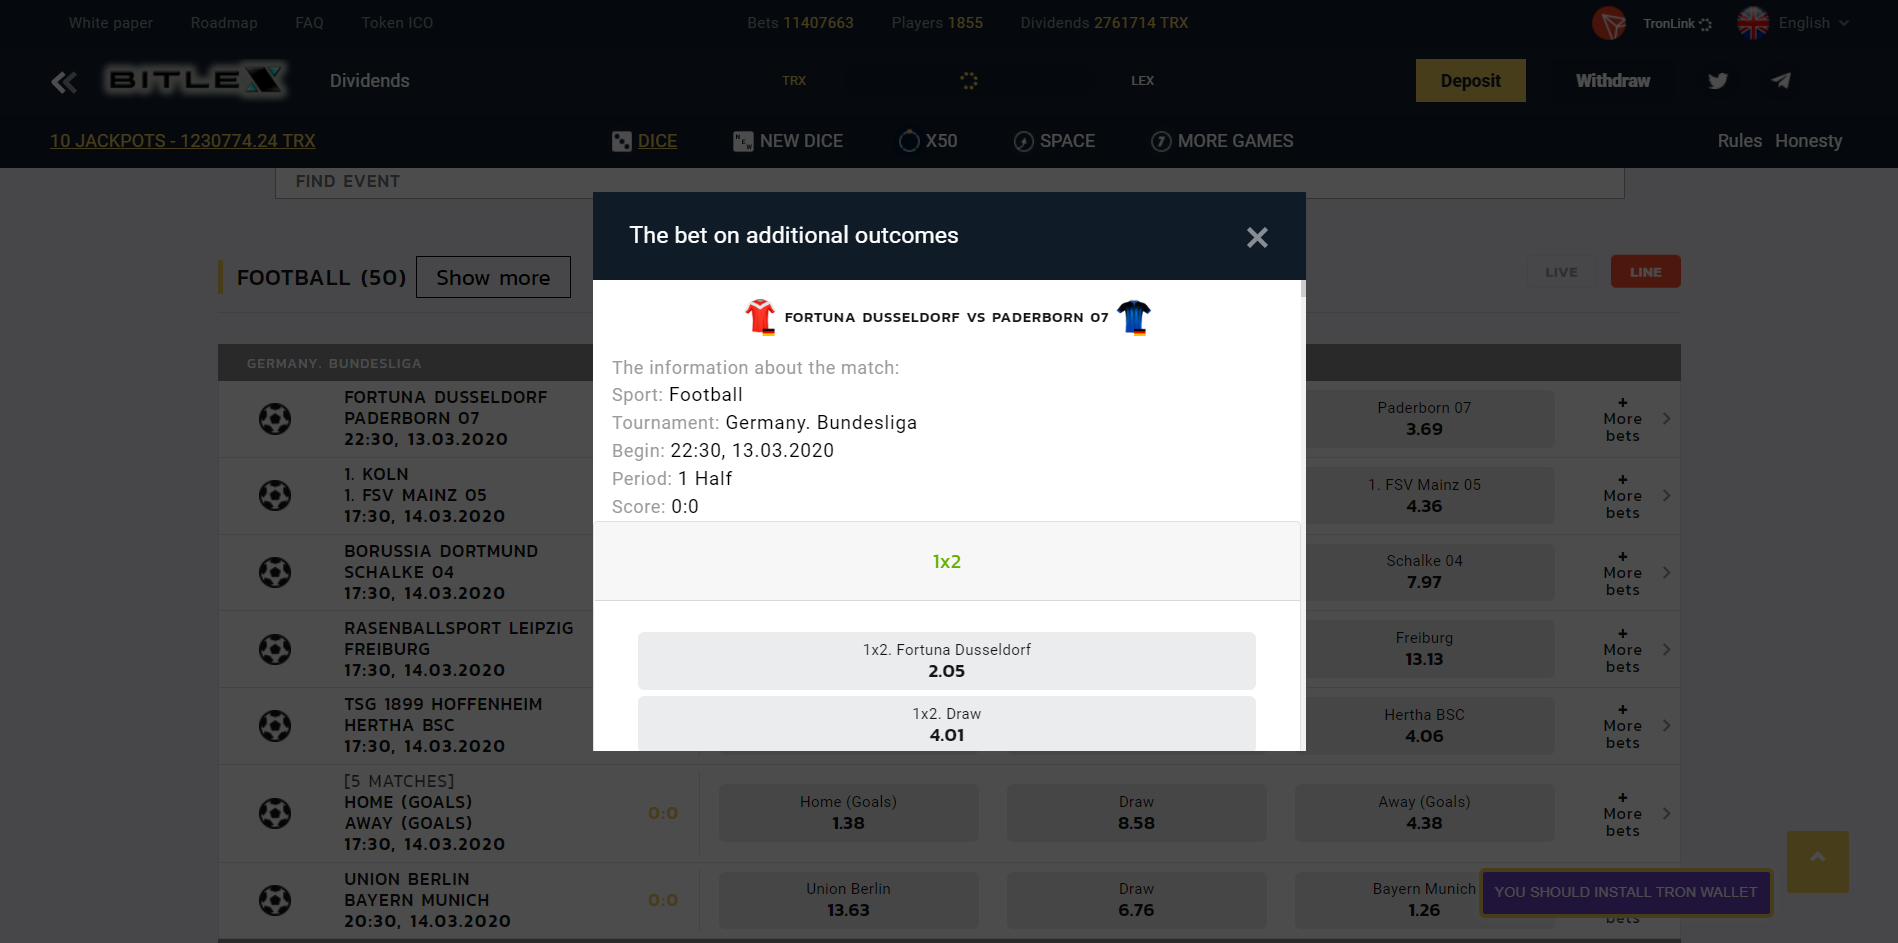 White paper
Roadmap
FAQ
Token ICO
Bets 11407663
Players 1855
Dividends 2761714 TRX
TronLink
English
BITLEX
Dividends
TRX
LEX
Deposit
Withdraw
10 JACKPOTS - 1230774.24 TRX
DICE
NEW
NEW DICE
X50
SPACE
7
MORE GAMES
Rules
Honesty
FIND EVENT
FOOTBALL (50)
Show more
LIVE
LINE
The bet on additional outcomes
FORTUNA DUSSELDORF VS PADERBORN 07
The information about the match:
Sport: Football
Tournament: Germany. Bundesliga
Begin: 22:30, 13.03.2020
Period: 1 Half
Score: 0:0
1x2
1x2. Fortuna Dusseldorf
2.05
1x2. Draw
4.01
GERMANY. BUNDESLIGA
FORTUNA DUSSELDORF
PADERBORN 07
22:30, 13.03.2020
Paderborn 07
3.69
+
More
bets
1. KOLN
1. FSV MAINZ 05
17:30, 14.03.2020
1. FSV Mainz 05
4.36
+
More
bets
BORUSSIA DORTMUND
SCHALKE 04
17:30, 14.03.2020
Schalke 04
7.97
+
More
bets
RASENBALLSPORT LEIPZIG
FREIBURG
17:30, 14.03.2020
Freiburg
13.13
+
More
bets
TSG 1899 HOFFENHEIM
HERTHA BSC
17:30, 14.03.2020
Hertha BSC
4.06
+
More
bets
[5 MATCHES]
HOME (GOALS)
AWAY (GOALS)
17:30, 14.03.2020
0:0
Home (Goals)
1.38
Draw
8.58
Away (Goals)
4.38
+
More
bets
UNION BERLIN
BAYERN MUNICH
20:30, 14.03.2020
0:0
Union Berlin
13.63
Draw
6.76
Bayern Munich
1.26
bets
YOU SHOULD INSTALL TRON WALLET